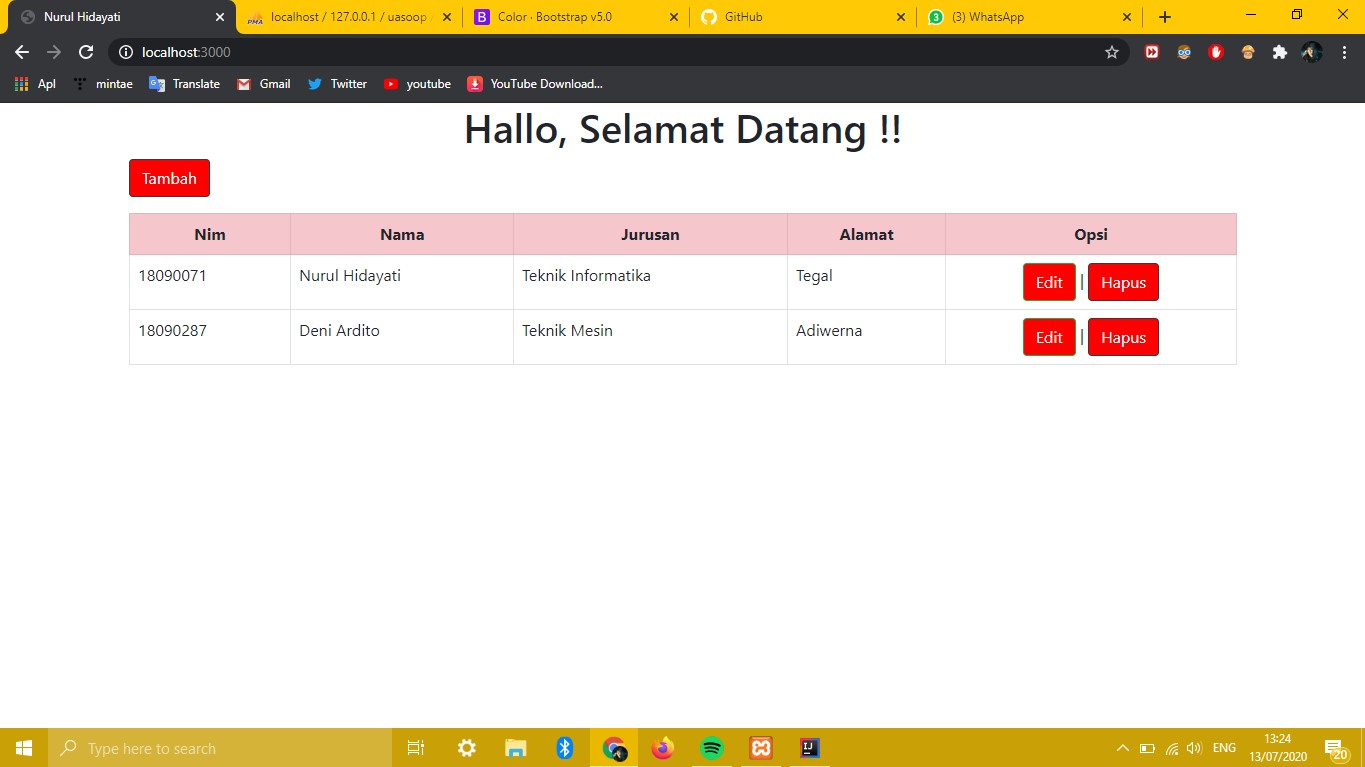 Nurul Hidayati
localhost / 127.0.0.1 / uasoop
Color · Bootstrap v5.0
GitHub
(3) WhatsApp
localhost:3000
Apl mintae Translate Gmail Twitter youtube YouTube Download...
Hallo, Selamat Datang !!
Tambah
Nim Nama Jurusan Alamat Opsi
18090071 Nurul Hidayati Teknik Informatika Tegal Edit | Hapus
18090287 Deni Ardito Teknik Mesin Adiwerna Edit | Hapus
Type here to search
ENG
13:24
13/07/2020
20